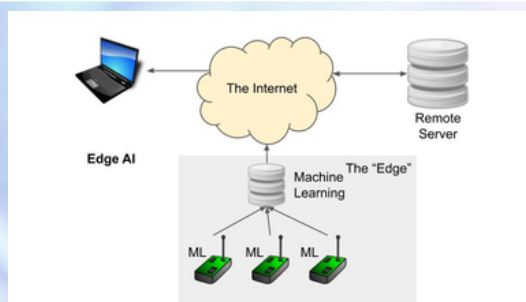 The Internet
Remote
Server
Edge AI
Machine
Learning
The "Edge"
ML
ML
ML